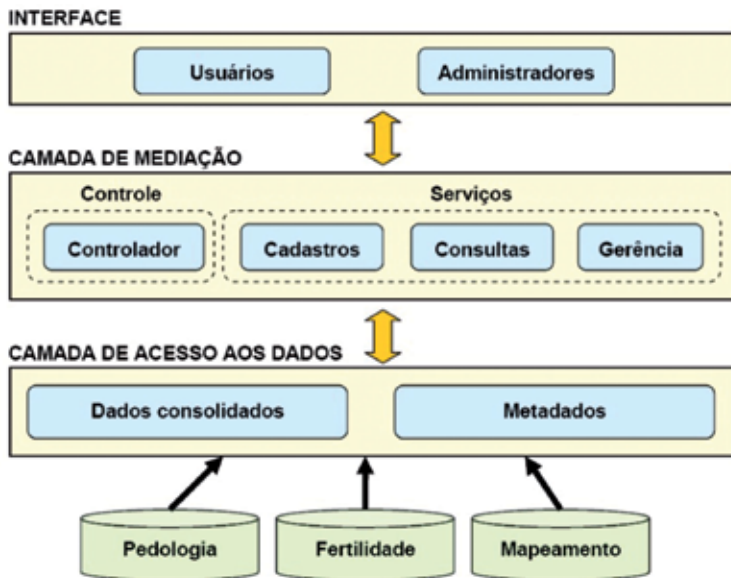 INTERFACE
Usuários Administradores
CAMADA DE MEDIAÇÃO
Controle Serviços
Controlador Cadastros Consultas Gerência
CAMADA DE ACESSO AOS DADOS
Dados consolidados Metadados
Pedologia Fertilidade Mapeamento